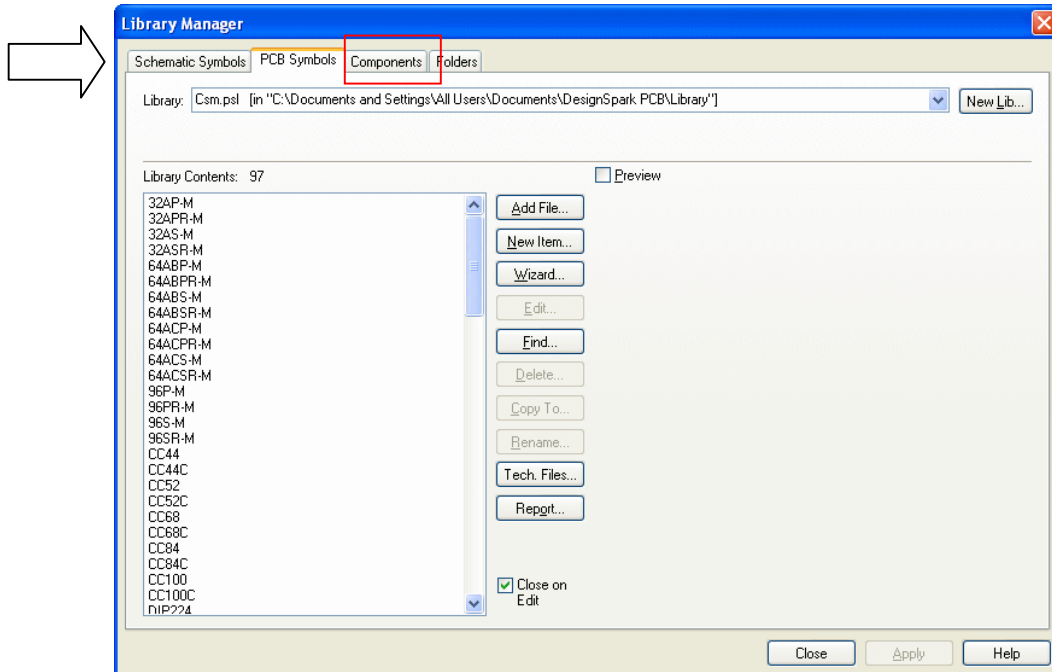 Library Manager
Schematic Symbols PCB Symbols Components Folders
Library: Csm.psl [in "C:\Documents and Settings\All Users\Documents\DesignSpark PCB\Library"] New Lib...
Library Contents: 97 Preview
32AP-M
32APR-M
32AS-M
32ASR-M
64ABP-M
64ABPR-M
64ABS-M
64ABSR-M
64ACP-M
64ACPR-M
64ACS-M
64ACSR-M
96P-M
96PR-M
96S-M
96SR-M
CC44
CC44C
CC52
CC52C
CC68
CC68C
CC84
CC84C
CC100
CC100C
DIP224
Add File...
New Item...
Wizard...
Edit...
Find...
Delete...
Copy To...
Rename...
Tech. Files...
Report...
Close on
Edit
Close Apply Help